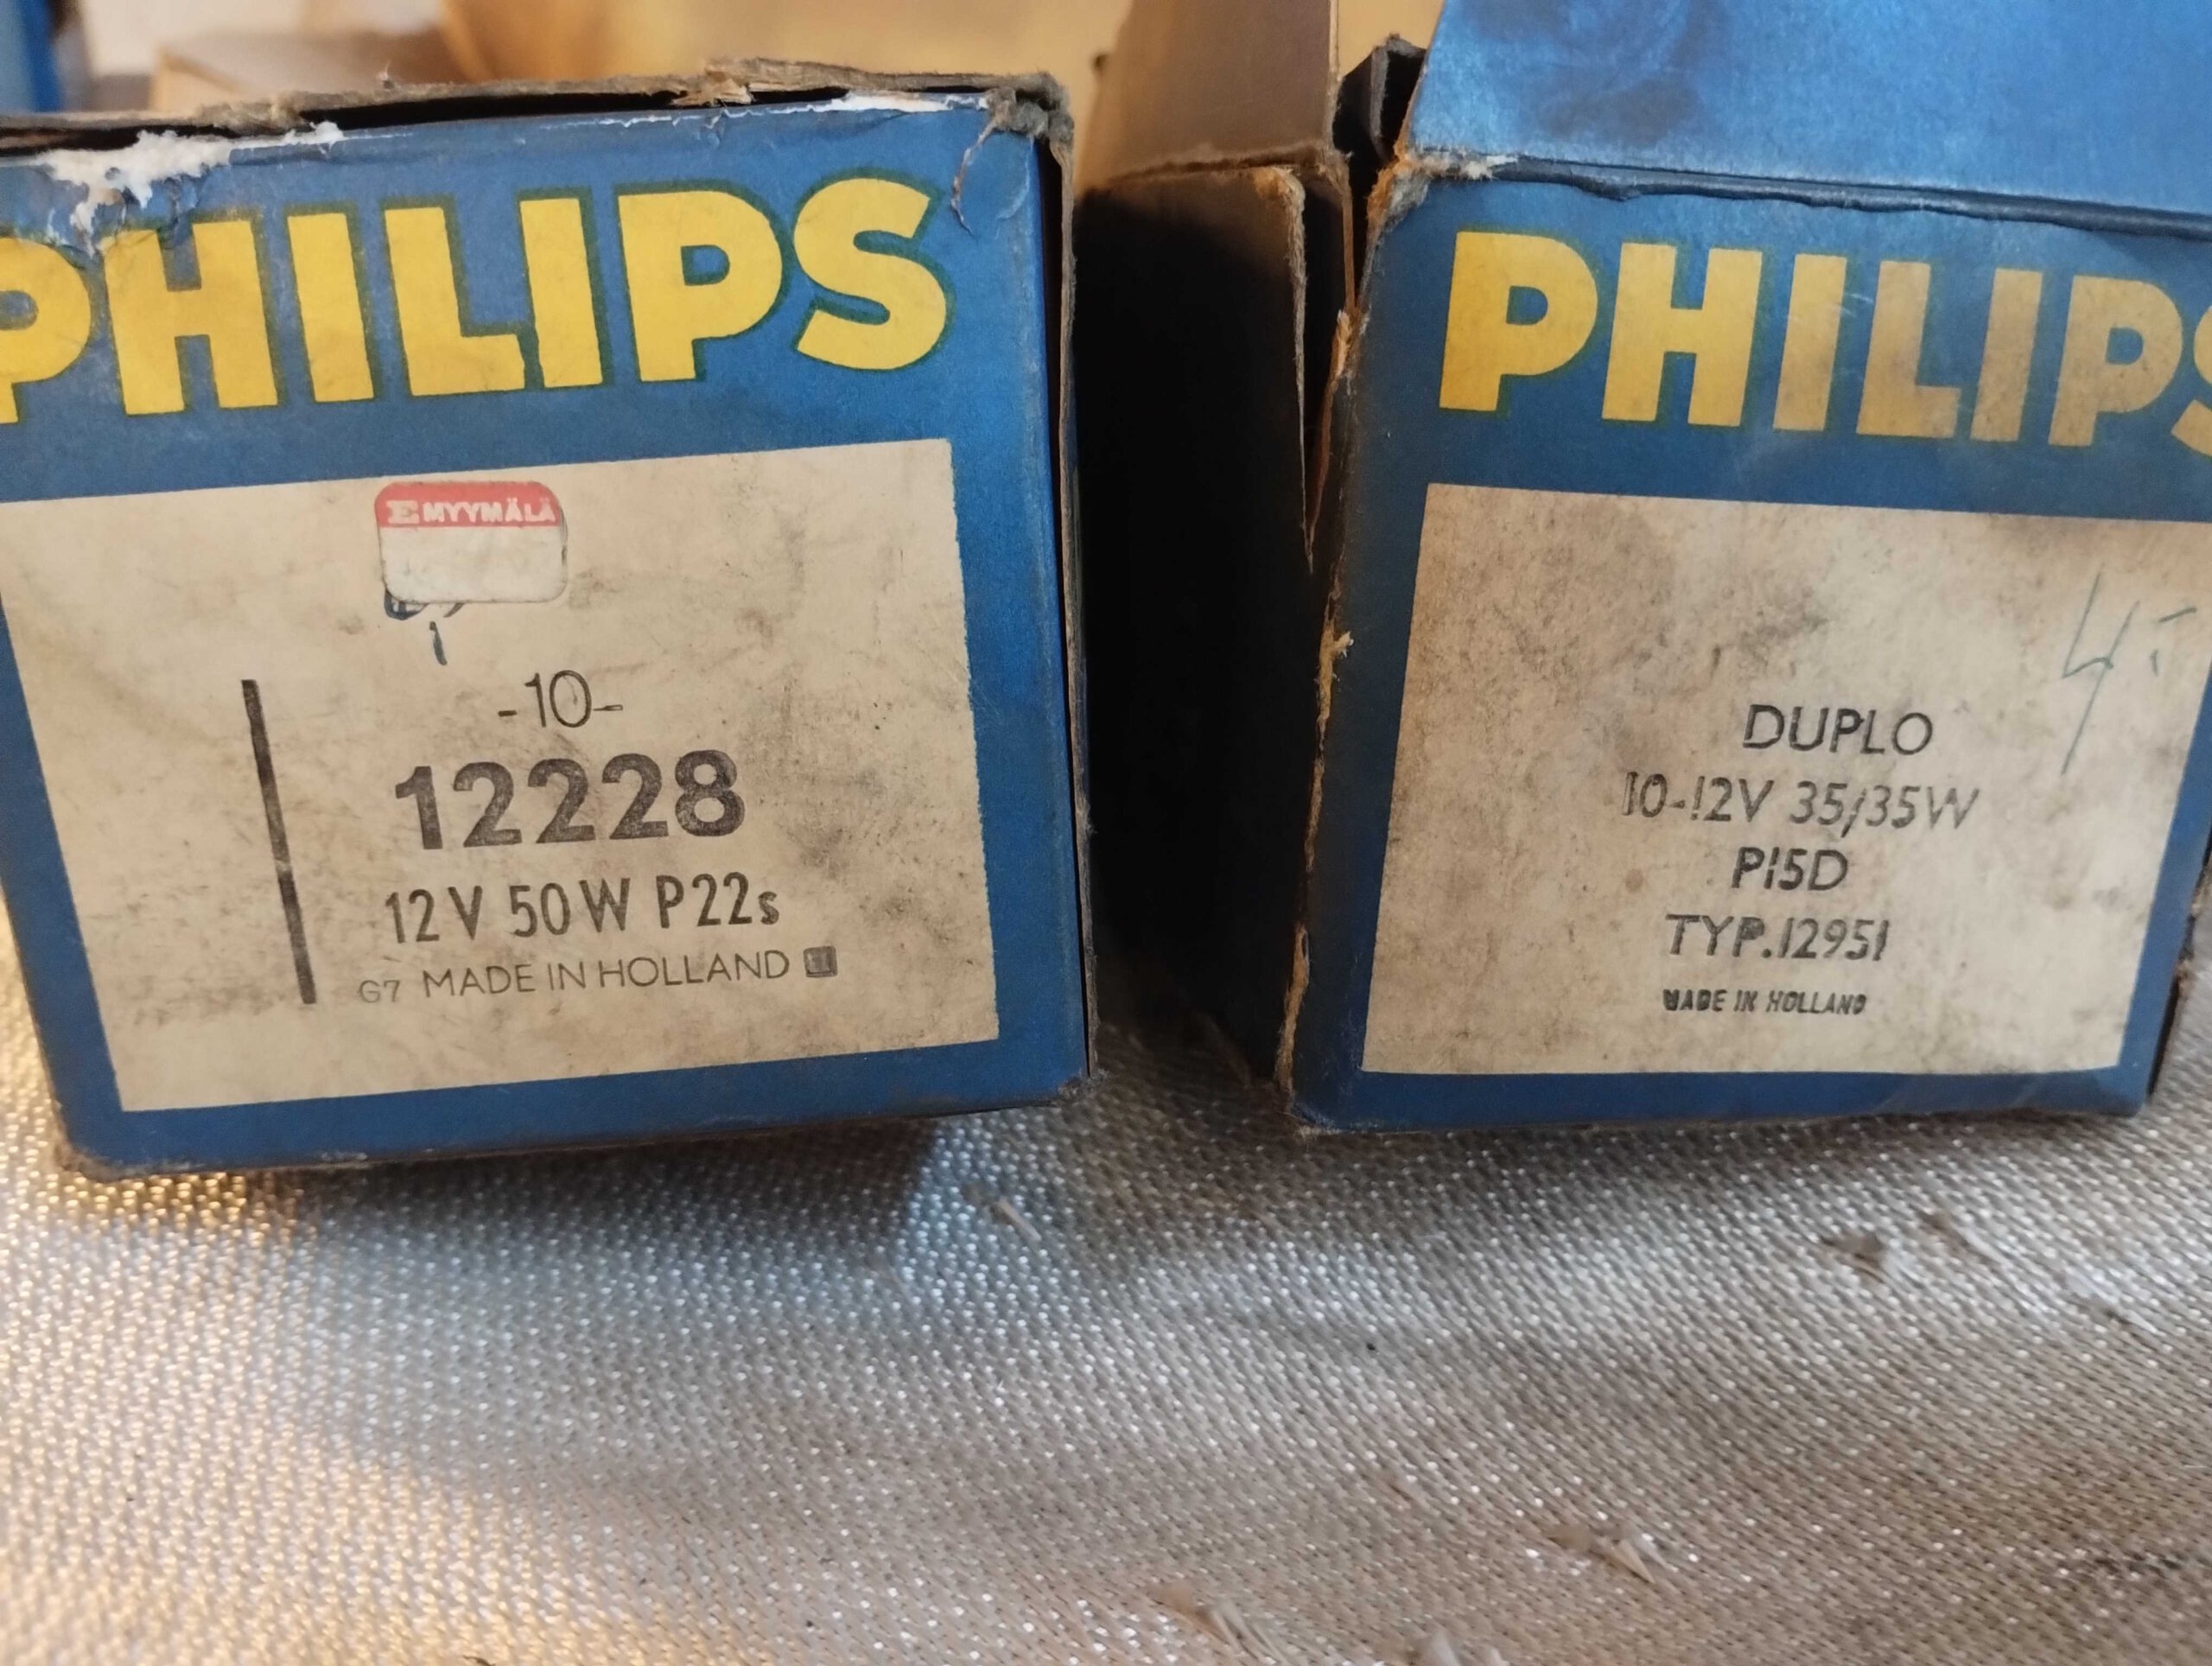 PHILIPS
E MYYMÄLÄ
-10-
12228
12V 50W P22s
G7 MADE IN HOLLAND
PHILIPS
4:-
DUPLO
10-12V 35/35W
P15D
TYP.12951
MADE IN HOLLAND